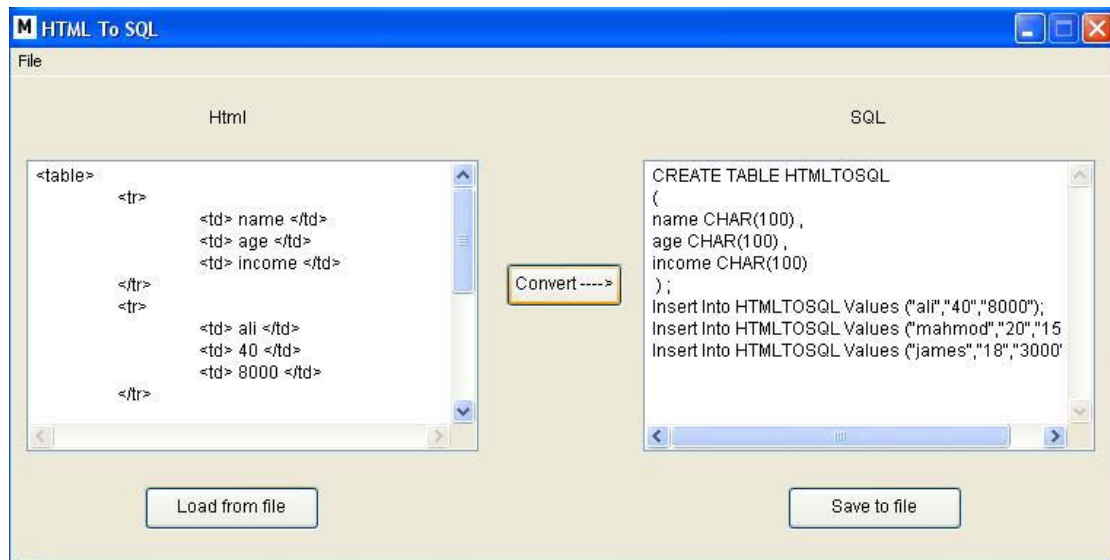 M HTML To SQL
File
Html
SQL
<table>
<tr>
<td> name </td>
<td> age </td>
<td> income </td>
</tr>
<tr>
<td> ali </td>
<td> 40 </td>
<td> 8000 </td>
</tr>
Convert ---->
CREATE TABLE HTMLTOSQL
(
name CHAR(100) ,
age CHAR(100) ,
income CHAR(100)
) ;
Insert Into HTMLTOSQL Values ("ali","40","8000");
Insert Into HTMLTOSQL Values ("mahmod","20","15
Insert Into HTMLTOSQL Values ("james","18","3000"
Load from file
Save to file